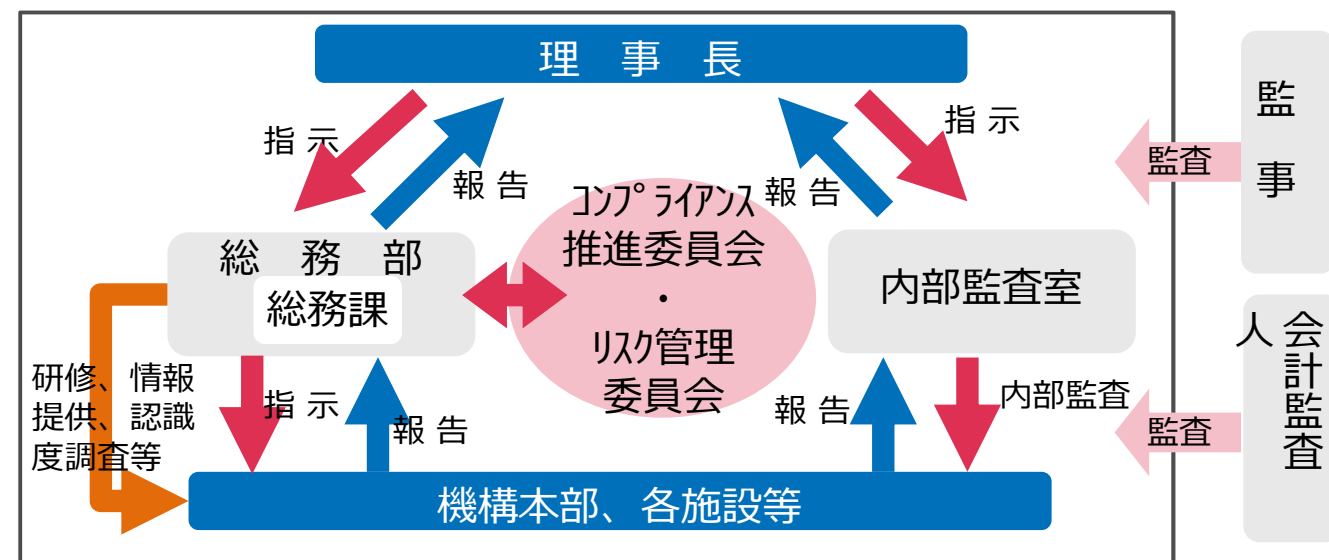 理 事 長
指 示
報 告
報 告
指 示
監査
監 事
総 務 部
総務課
コンプライアンス
推進委員会
・
リスク管理
委員会
内部監査室
研修、情報
提供、認識
度調査等
指 示
報 告
報 告
内部監査
監査
会計監査
人
機構本部、各施設等